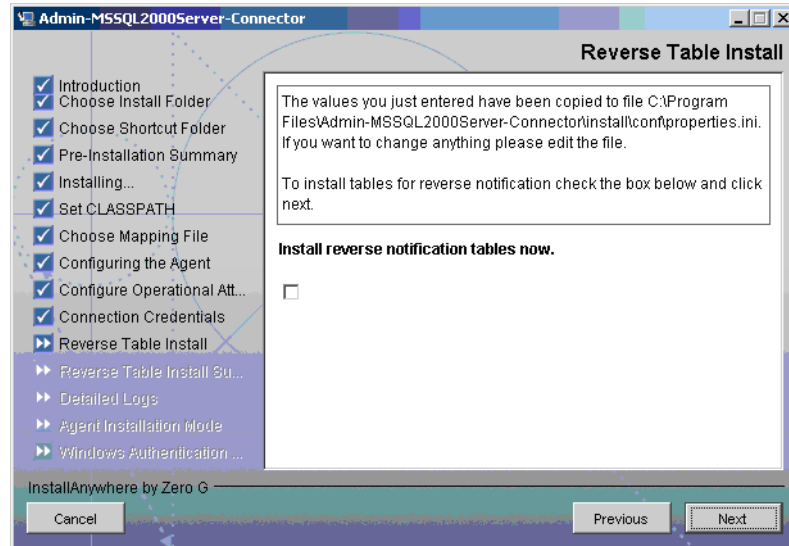 Admin-MSSQL2000Server-Connector
Reverse Table Install
Introduction
Choose Install Folder
Choose Shortcut Folder
Pre-Installation Summary
Installing...
Set CLASSPATH
Choose Mapping File
Configuring the Agent
Configure Operational Att...
Connection Credentials
Reverse Table Install
Reverse Table Install Su...
Detailed Logs
Agent Installation Mode
Windows Authentication ...
The values you just entered have been copied to file C:\Program
Files\Admin-MSSQL2000Server-Connector\install\conf\properties.ini.
If you want to change anything please edit the file.
To install tables for reverse notification check the box below and click
next.
Install reverse notification tables now.
InstallAnywhere by Zero G
Cancel
Previous
Next